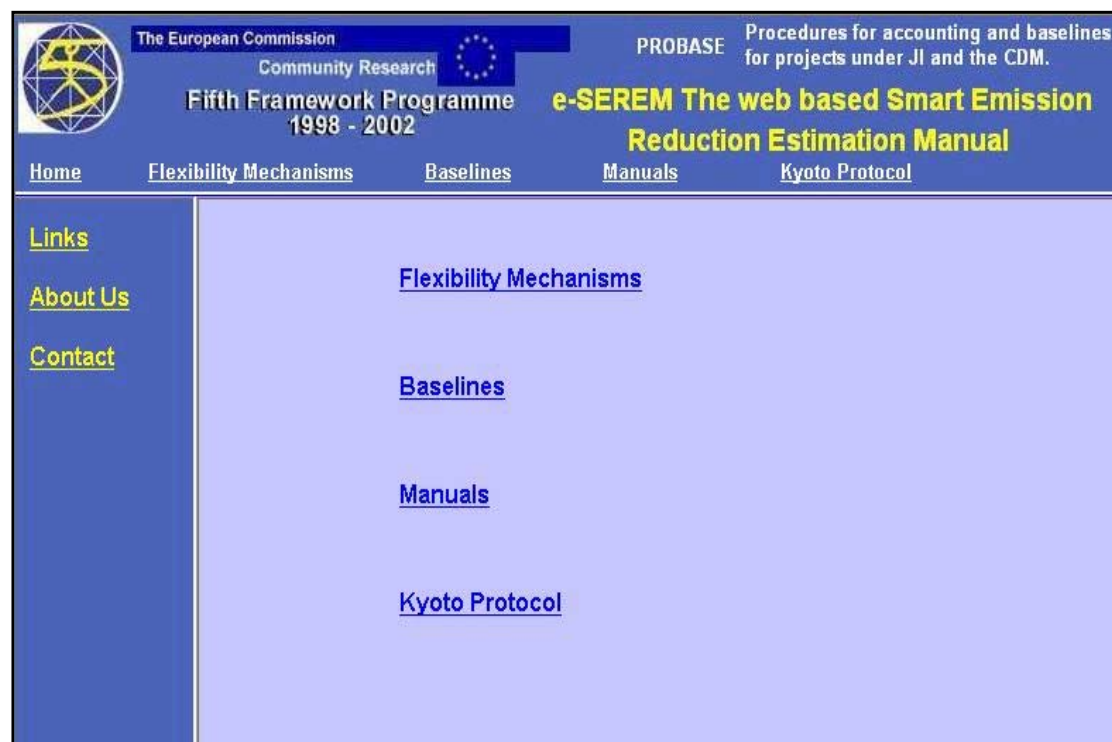 The European Commission
Community Research
Fifth Framework Programme
1998 - 2002
PROBASE
Procedures for accounting and baselines
for projects under JI and the CDM.
e-SEREM The web based Smart Emission
Reduction Estimation Manual
Home Flexibility Mechanisms Baselines Manuals Kyoto Protocol
Links
About Us
Contact
Flexibility Mechanisms
Baselines
Manuals
Kyoto Protocol